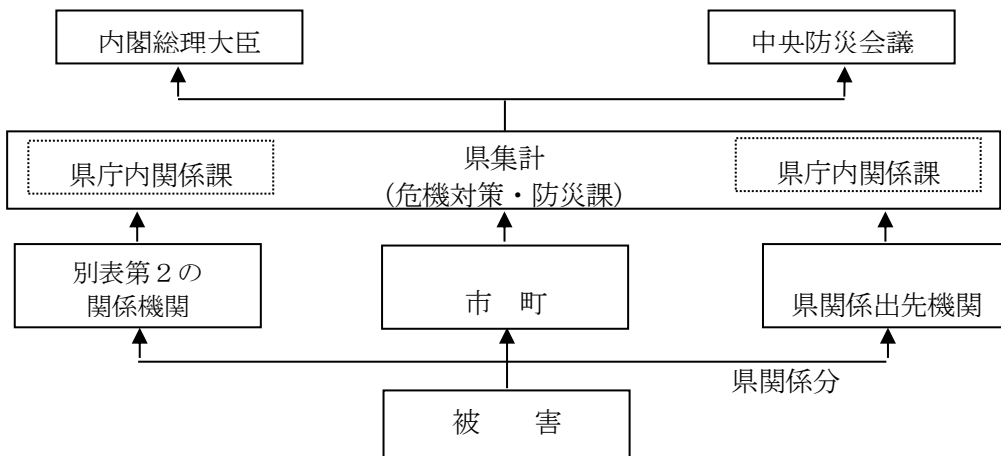 内閣総理大臣
中央防災会議
県庁内関係課
県集計
(危機対策・防災課)
県庁内関係課
別表第２の
関係機関
市　町
県関係出先機関
県関係分
被　　害